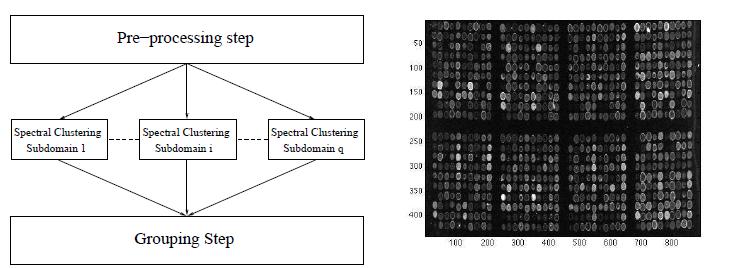 Pre-processing step
Spectral Clustering
Subdomain 1
Spectral Clustering
Subdomain i
Spectral Clustering
Subdomain q
Grouping Step
50
100
150
200
250
300
350
400
100 200 300 400 500 600 700 800